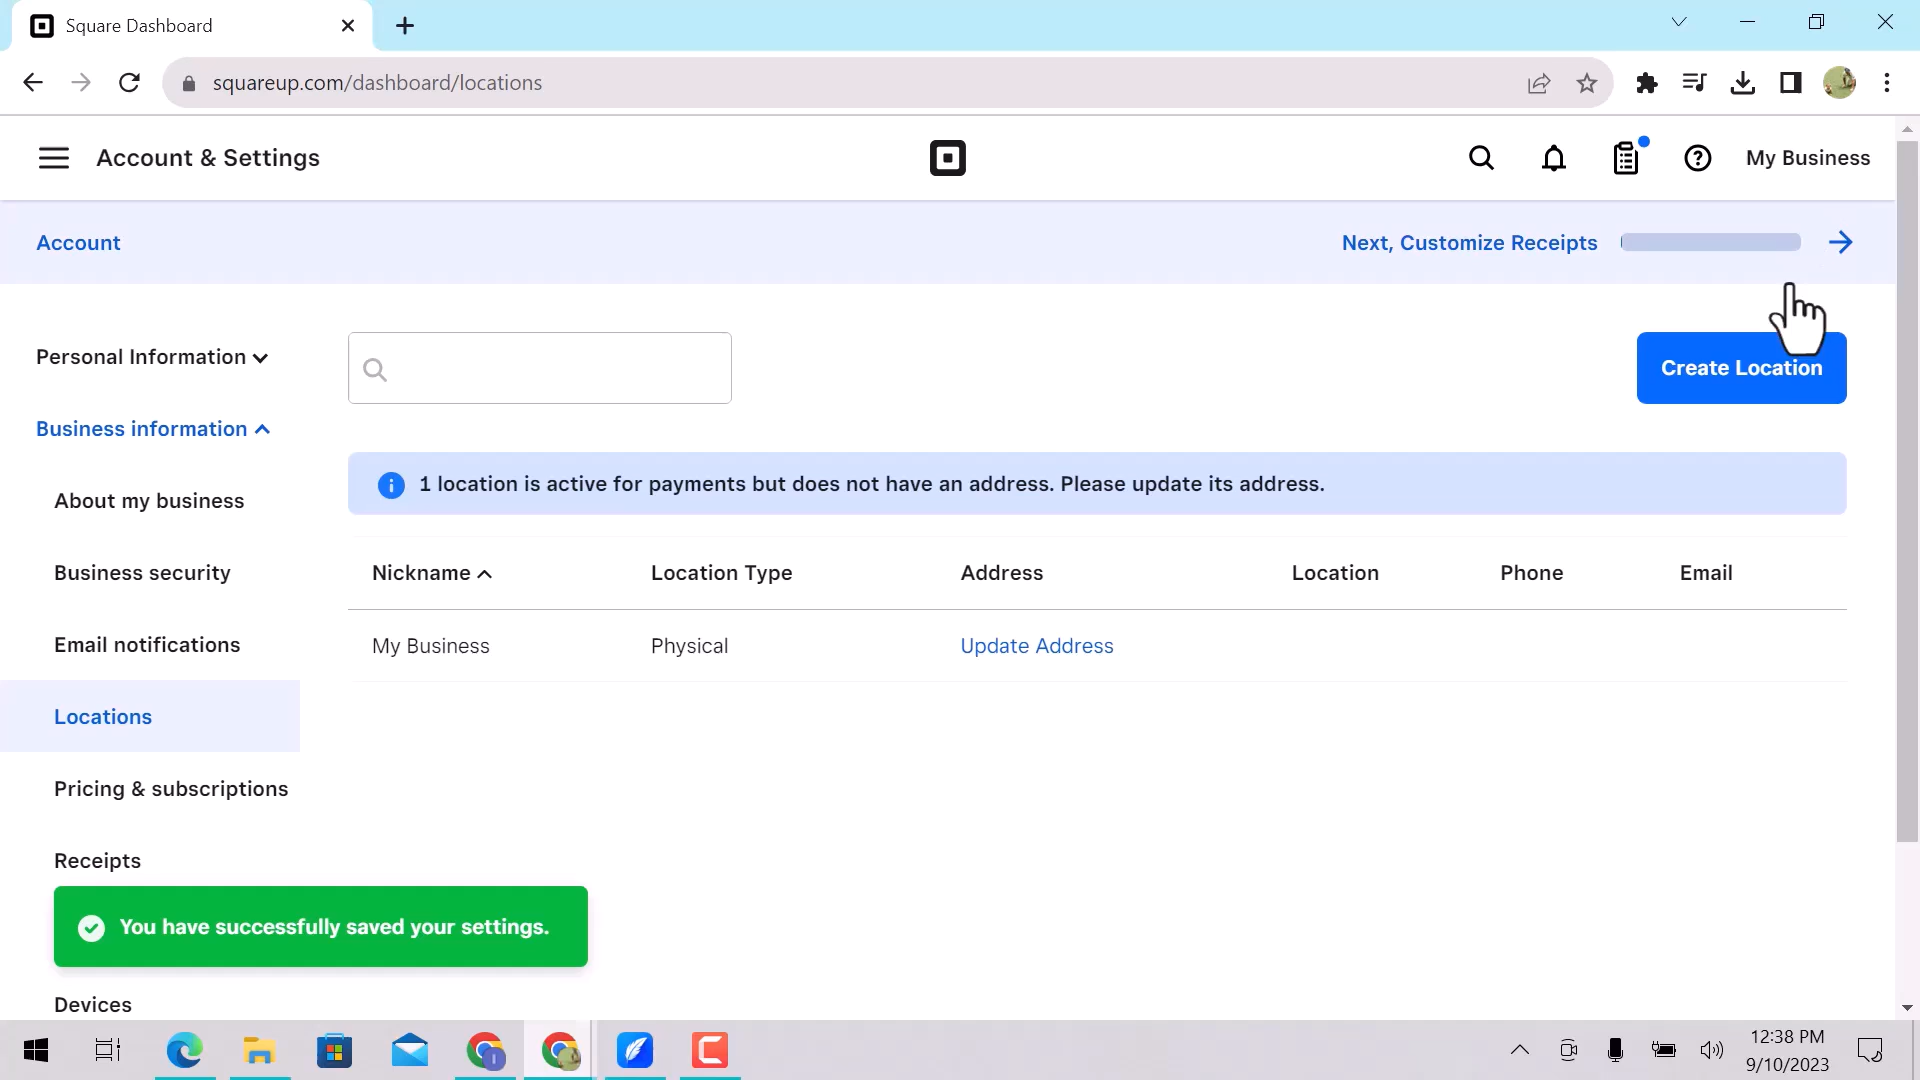 Square Dashboard
squareup.com/dashboard/locations
Account & Settings
My Business
Account
Next, Customize Receipts
Personal Information
Create Location
Business information
1 location is active for payments but does not have an address. Please update its address.
About my business
Nickname Location Type Address Location Phone Email
Business security
My Business Physical Update Address
Email notifications
Locations
Pricing & subscriptions
Receipts
You have successfully saved your settings.
Devices
12:38 PM
9/10/2023